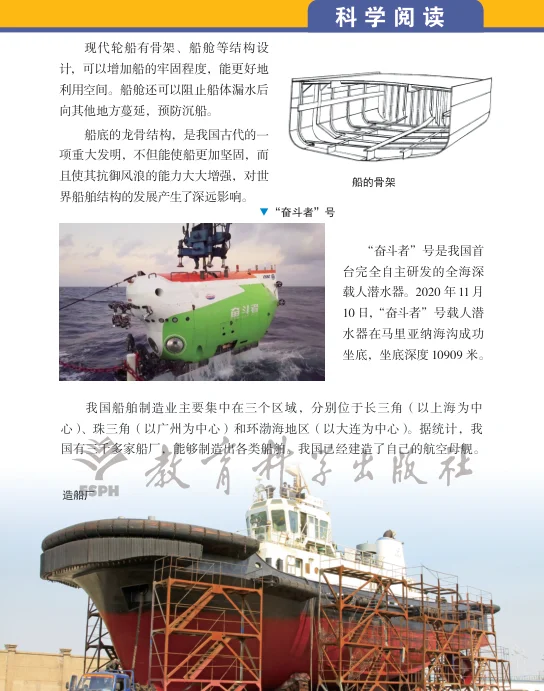 科学阅读
现代轮船有骨架、船舱等结构设
计，可以增加船的牢固程度，能更好地
利用空间。船舱还可以阻止船体漏水后
向其他地方蔓延，预防沉船。
船底的龙骨结构，是我国古代的一
项重大发明，不但能使船更加坚固，而
且使其抗御风浪的能力大大增强，对世
界船舶结构的发展产生了深远影响。
船的骨架
▼“奋斗者”号
奋斗者
“奋斗者”号是我国首
台完全自主研发的全海深
载人潜水器。2020 年 11 月
10 日，“奋斗者”号载人潜
水器在马里亚纳海沟成功
坐底，坐底深度 10909 米。
我国船舶制造业主要集中在三个区域，分别位于长三角（以上海为中
心）、珠三角（以广州为中心）和环渤海地区（以大连为中心）。据统计，我
国有三千多家船厂，能够制造出各类船舶。我国已经建造了自己的航空母舰。
ESPH
教育科学出版社
造船厂